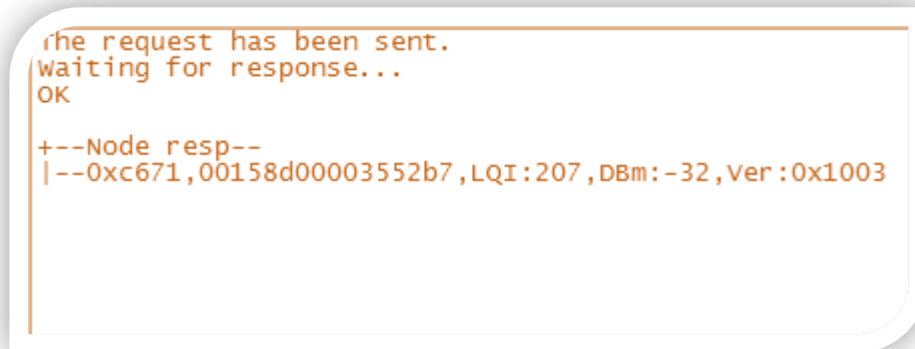 The request has been sent.
Waiting for response...
OK
+--Node resp--
|--0xc671,00158d00003552b7,LQI:207,DBm:-32,Ver:0x1003